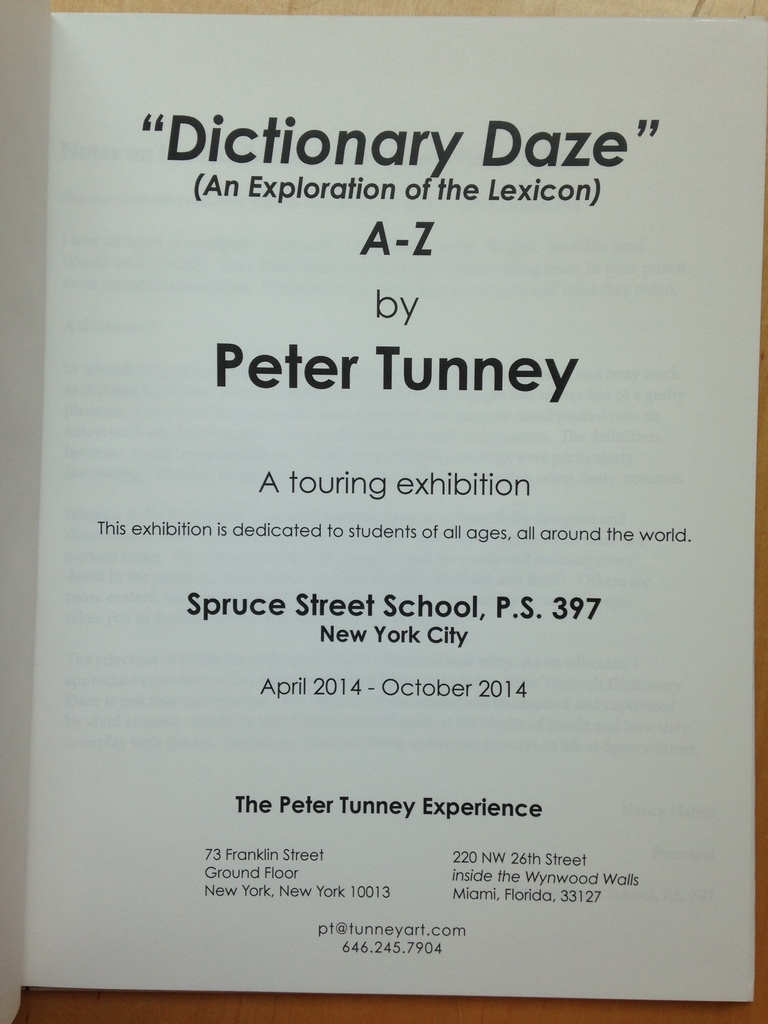 “Dictionary Daze”
(An Exploration of the Lexicon)
A-Z
by
Peter Tunney
A touring exhibition
This exhibition is dedicated to students of all ages, all around the world.
Spruce Street School, P.S. 397
New York City
April 2014 - October 2014
The Peter Tunney Experience
73 Franklin Street
Ground Floor
New York, New York 10013
220 NW 26th Street
inside the Wynwood Walls
Miami, Florida, 33127
pt@tunneyart.com
646.245.7904